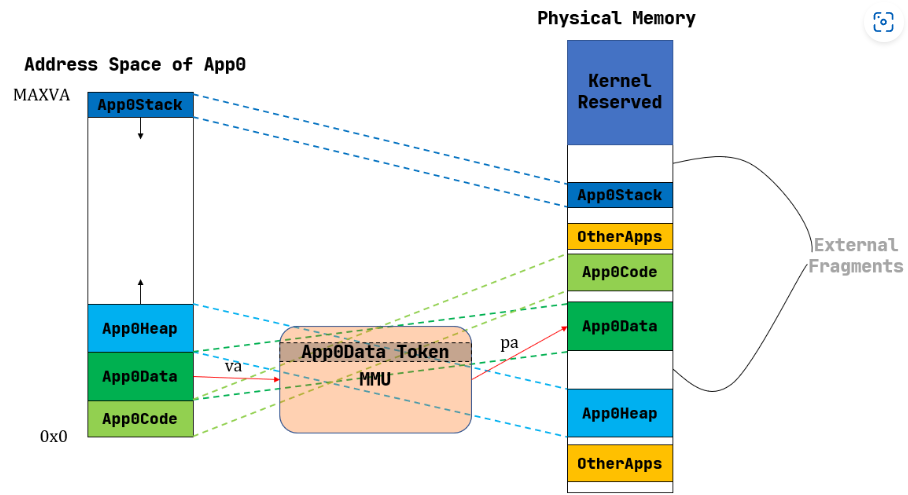 Physical Memory
Address Space of App0
MAXVA
App0Stack
App0Heap
App0Data
App0Code
0x0
va
App0Data Token
MMU
pa
Kernel
Reserved
App0Stack
OtherApps
App0Code
App0Data
App0Heap
OtherApps
External
Fragments